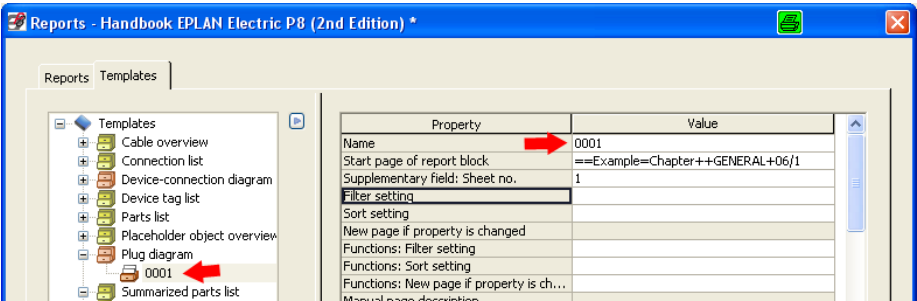 Reports - Handbook EPLAN Electric P8 (2nd Edition) *
Reports Templates
Templates
Cable overview
Connection list
Device-connection diagram
Device tag list
Parts list
Placeholder object overview
Plug diagram
0001
Summarized parts list
Property Value
Name 0001
Start page of report block ==Example=Chapter++GENERAL+06/1
Supplementary field: Sheet no. 1
Filter setting
Sort setting
New page if property is changed
Functions: Filter setting
Functions: Sort setting
Functions: New page if property is ch...
Manual page description